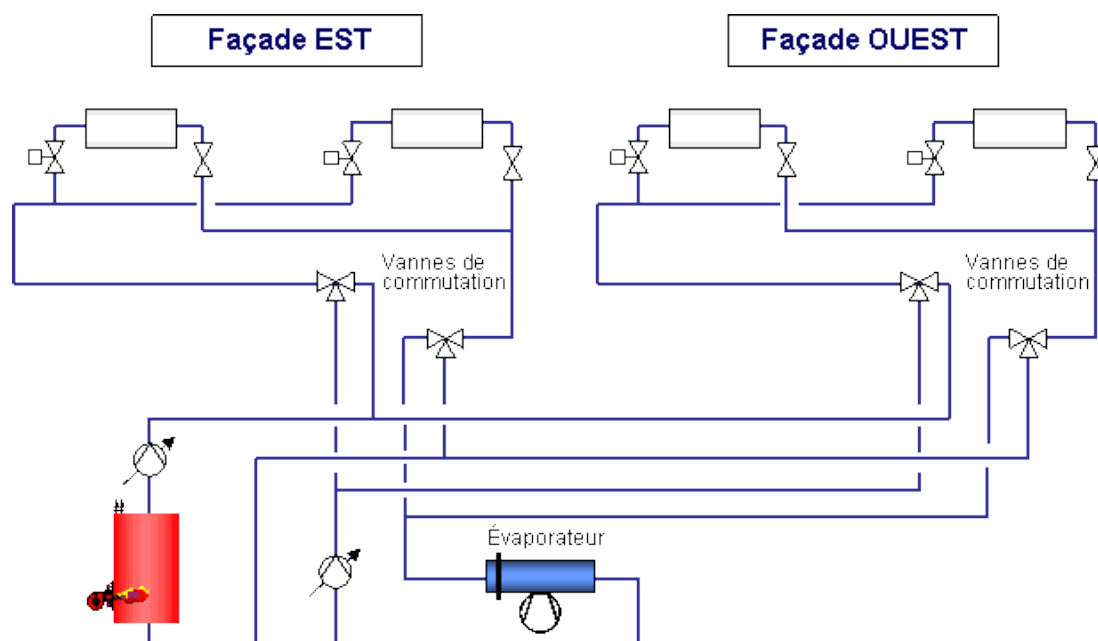 Façade EST
Façade OUEST
Vannes de
commutation
Vannes de
commutation
Évaporateur